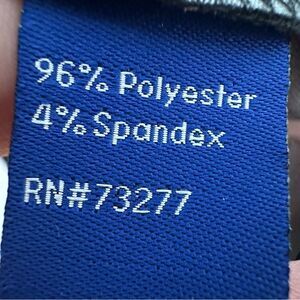 96% Polyester
4% Spandex
RN#73277